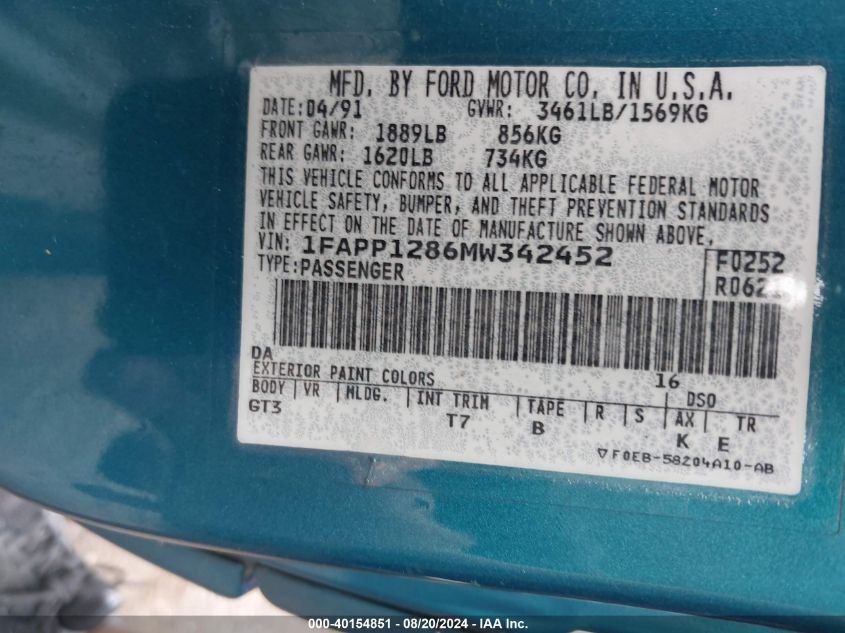 MFD. BY FORD MOTOR CO. IN U.S.A.
DATE: 04/91 GVWR: 3461LB/1569KG
FRONT GAWR: 1889LB 856KG
REAR GAWR: 1620LB 734KG
THIS VEHICLE CONFORMS TO ALL APPLICABLE FEDERAL MOTOR
VEHICLE SAFETY, BUMPER, AND THEFT PREVENTION STANDARDS
IN EFFECT ON THE DATE OF MANUFACTURE SHOWN ABOVE.
VIN: 1FAPP1286MW342452 F0252
TYPE: PASSENGER
DA 16
EXTERIOR PAINT COLORS DSO
BODY VR MLDG. INT TRIM TAPE R S AX TR
GT3 T7 B K E
▽F0EB-58204A10-AB
000-40154851 - 08/20/2024 - IAA Inc.